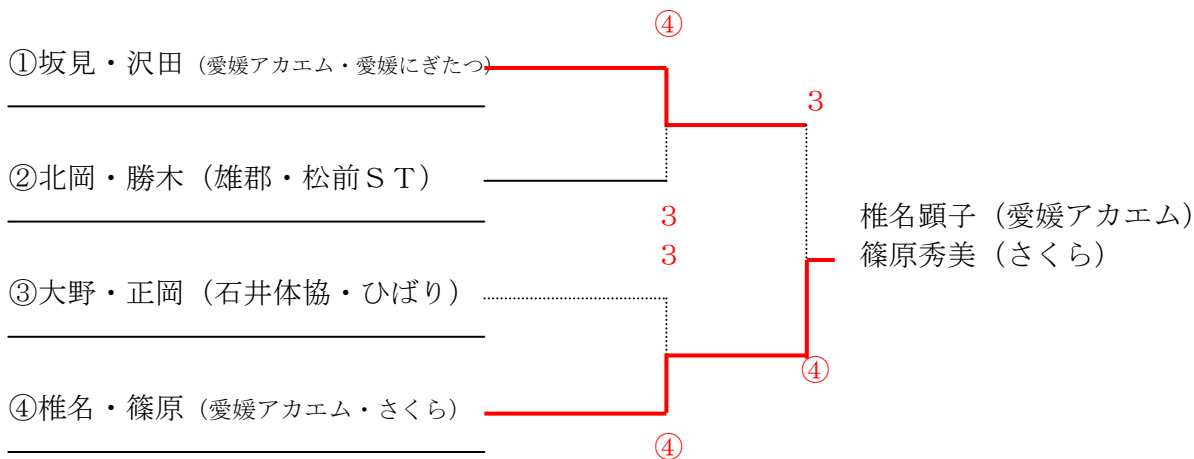 ④
①坂見・沢田（愛媛アカエム・愛媛にぎたつ）
３
②北岡・勝木（雄郡・松前ＳＴ）
３
椎名顕子（愛媛アカエム）
３
篠原秀美（さくら）
③大野・正岡（石井体協・ひばり）
④
④椎名・篠原（愛媛アカエム・さくら）
④